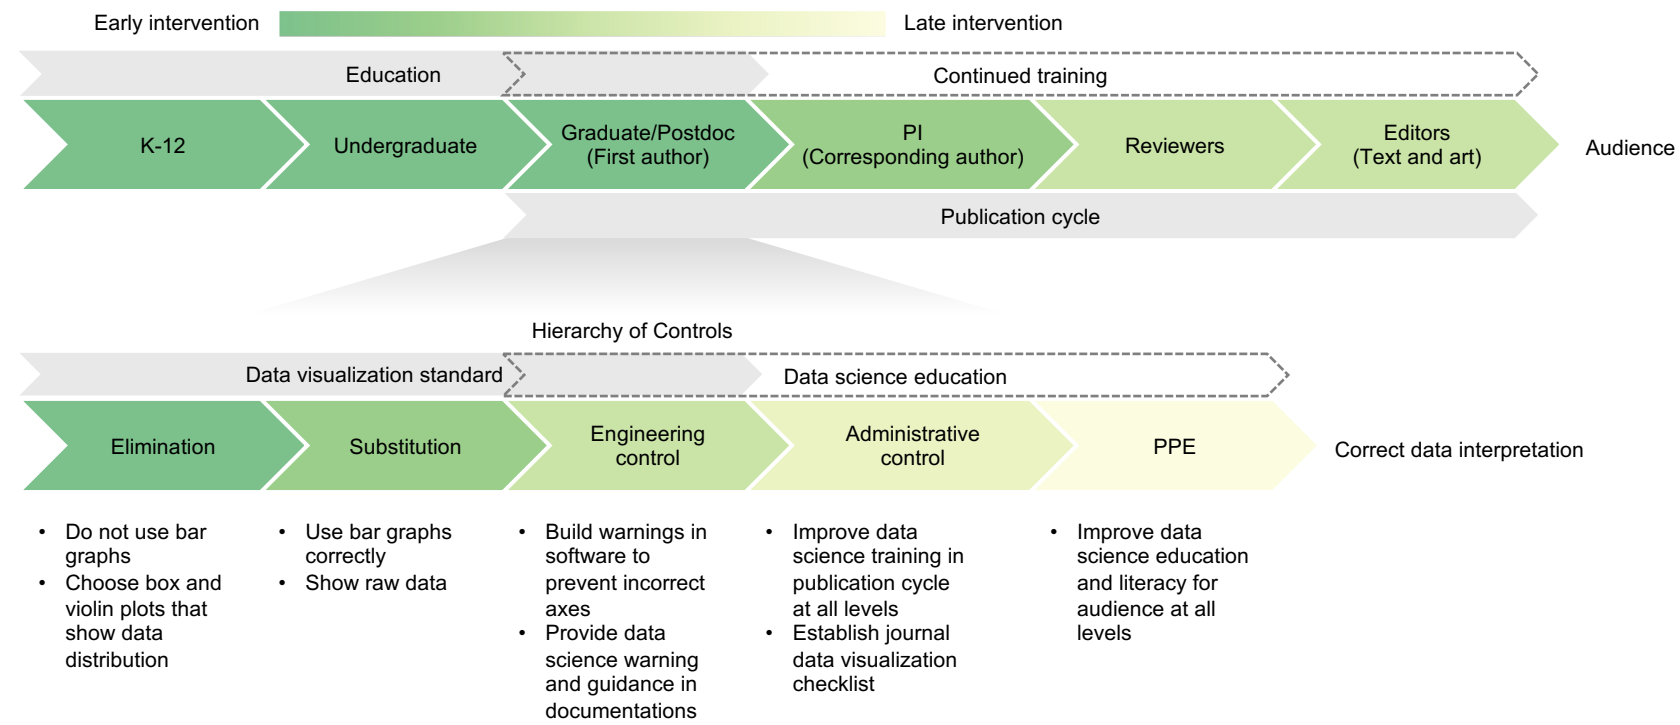 Early intervention
Late intervention
Education
Continued training
K-12
Undergraduate
Graduate/Postdoc
(First author)
PI
(Corresponding author)
Reviewers
Editors
(Text and art)
Audience
Publication cycle
Hierarchy of Controls
Data visualization standard
Data science education
Elimination
Substitution
Engineering
control
Administrative
control
PPE
Correct data interpretation
• Do not use bar
graphs
• Choose box and
violin plots that
show data
distribution
• Use bar graphs
correctly
• Show raw data
• Build warnings in
software to
prevent incorrect
axes
• Provide data
science warning
and guidance in
documentations
• Improve data
science training in
publication cycle
at all levels
• Establish journal
data visualization
checklist
• Improve data
science education
and literacy for
audience at all
levels